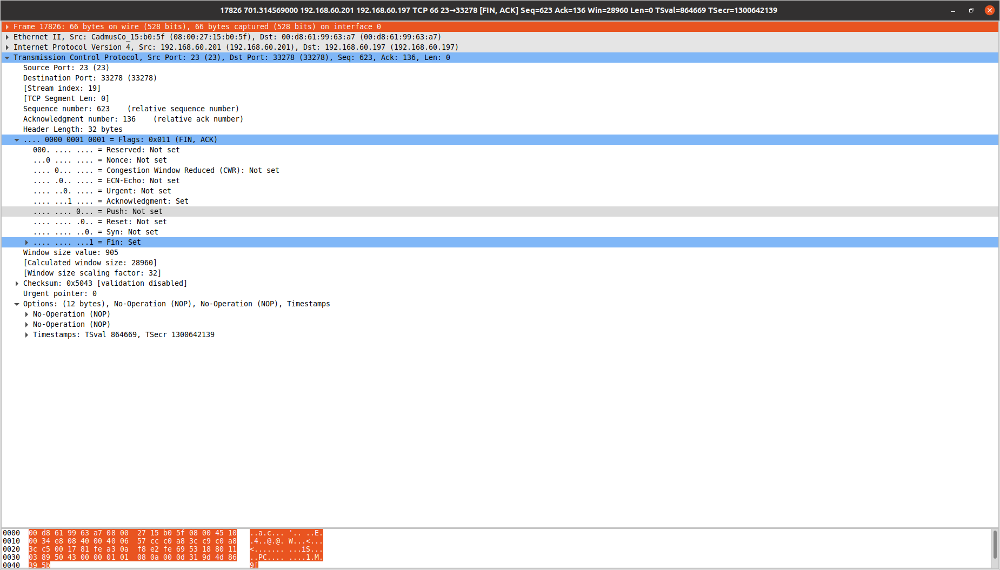 17826 701.314569000 192.168.60.201 192.168.60.197 TCP 66 23→33278 [FIN, ACK] Seq=623 Ack=136 Win=28960 Len=0 TSval=864669 TSecr=1300642139
Frame 17826: 66 bytes on wire (528 bits), 66 bytes captured (528 bits) on interface 0
Ethernet II, Src: CadmusCo_15:b0:5f (08:00:27:15:b0:5f), Dst: 00:d8:61:99:63:a7 (00:d8:61:99:63:a7)
Internet Protocol Version 4, Src: 192.168.60.201 (192.168.60.201), Dst: 192.168.60.197 (192.168.60.197)
Transmission Control Protocol, Src Port: 23 (23), Dst Port: 33278 (33278), Seq: 623, Ack: 136, Len: 0
Source Port: 23 (23)
Destination Port: 33278 (33278)
[Stream index: 19]
[TCP Segment Len: 0]
Sequence number: 623    (relative sequence number)
Acknowledgment number: 136    (relative ack number)
Header Length: 32 bytes
.... 0000 0001 0001 = Flags: 0x011 (FIN, ACK)
000. .... .... = Reserved: Not set
...0 .... .... = Nonce: Not set
.... 0... .... = Congestion Window Reduced (CWR): Not set
.... .0.. .... = ECN-Echo: Not set
.... ..0. .... = Urgent: Not set
.... ...1 .... = Acknowledgment: Set
.... .... 0... = Push: Not set
.... .... .0.. = Reset: Not set
.... .... ..0. = Syn: Not set
.... .... ...1 = Fin: Set
Window size value: 905
[Calculated window size: 28960]
[Window size scaling factor: 32]
Checksum: 0x5043 [validation disabled]
Urgent pointer: 0
Options: (12 bytes), No-Operation (NOP), No-Operation (NOP), Timestamps
No-Operation (NOP)
No-Operation (NOP)
Timestamps: TSval 864669, TSecr 1300642139
0000  00 d8 61 99 63 a7 08 00  27 15 b0 5f 08 00 45 10   ..a.c... '.. ..E.
0010  00 34 e8 08 40 00 40 06  57 cc c0 a8 3c c9 c0 a8   .4..@.@. W...<...
0020  3c c5 00 17 81 fe a3 0a  f8 e2 fe 69 53 18 80 11   <....... ...iS...
0030  03 89 50 43 00 00 01 01  08 0a 00 0d 31 9d 4d 86   ..PC.... ....1.M.
0040  39 5b   9[